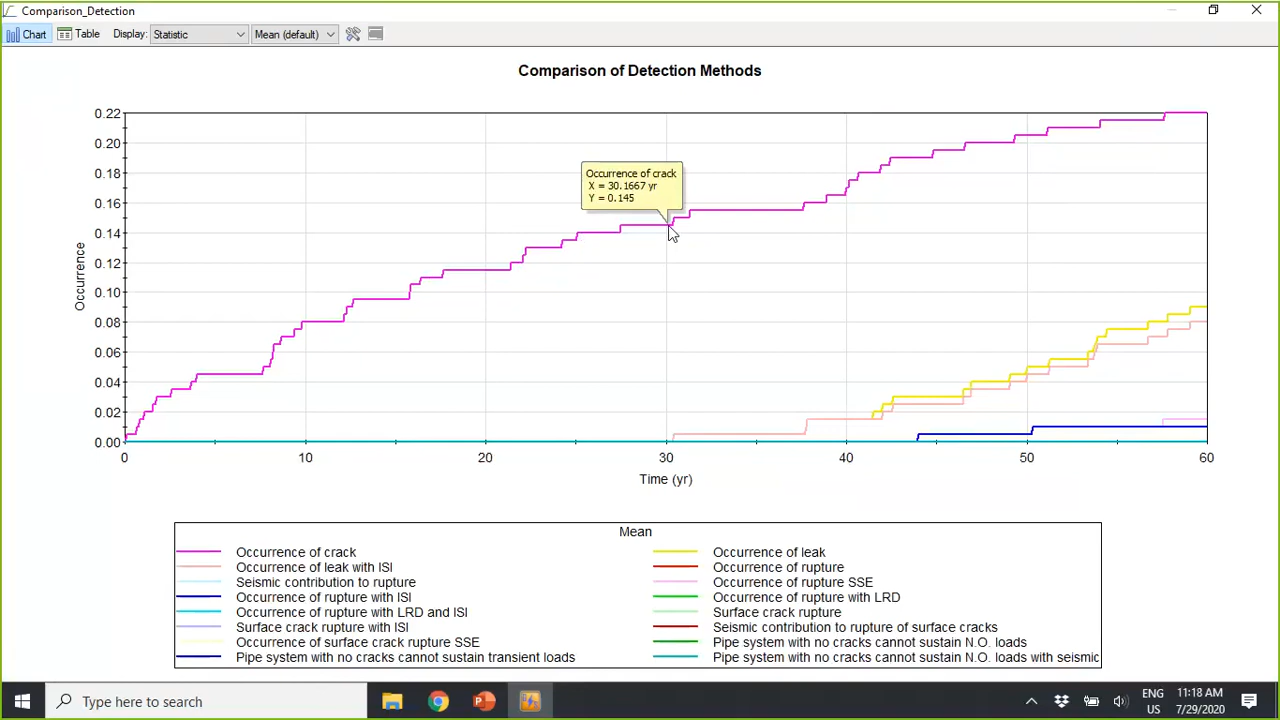 Comparison_Detection
Chart Table Display: Statistic Mean (default)
Comparison of Detection Methods
0.22
0.20
0.18
0.16
0.14
0.12
0.10
0.08
0.06
0.04
0.02
0.00
Occurrence
Occurrence of crack
X = 30.1667 yr
Y = 0.145
0 10 20 30 40 50 60
Time (yr)
Mean
Occurrence of crack Occurrence of leak
Occurrence of leak with ISI Occurrence of rupture
Seismic contribution to rupture Occurrence of rupture SSE
Occurrence of rupture with ISI Occurrence of rupture with LRD
Occurrence of rupture with LRD and ISI Surface crack rupture
Surface crack rupture with ISI Seismic contribution to rupture of surface cracks
Occurrence of surface crack rupture SSE Pipe system with no cracks cannot sustain N.O. loads
Pipe system with no cracks cannot sustain transient loads Pipe system with no cracks cannot sustain N.O. loads with seismic
Type here to search
ENG
US
11:18 AM
7/29/2020